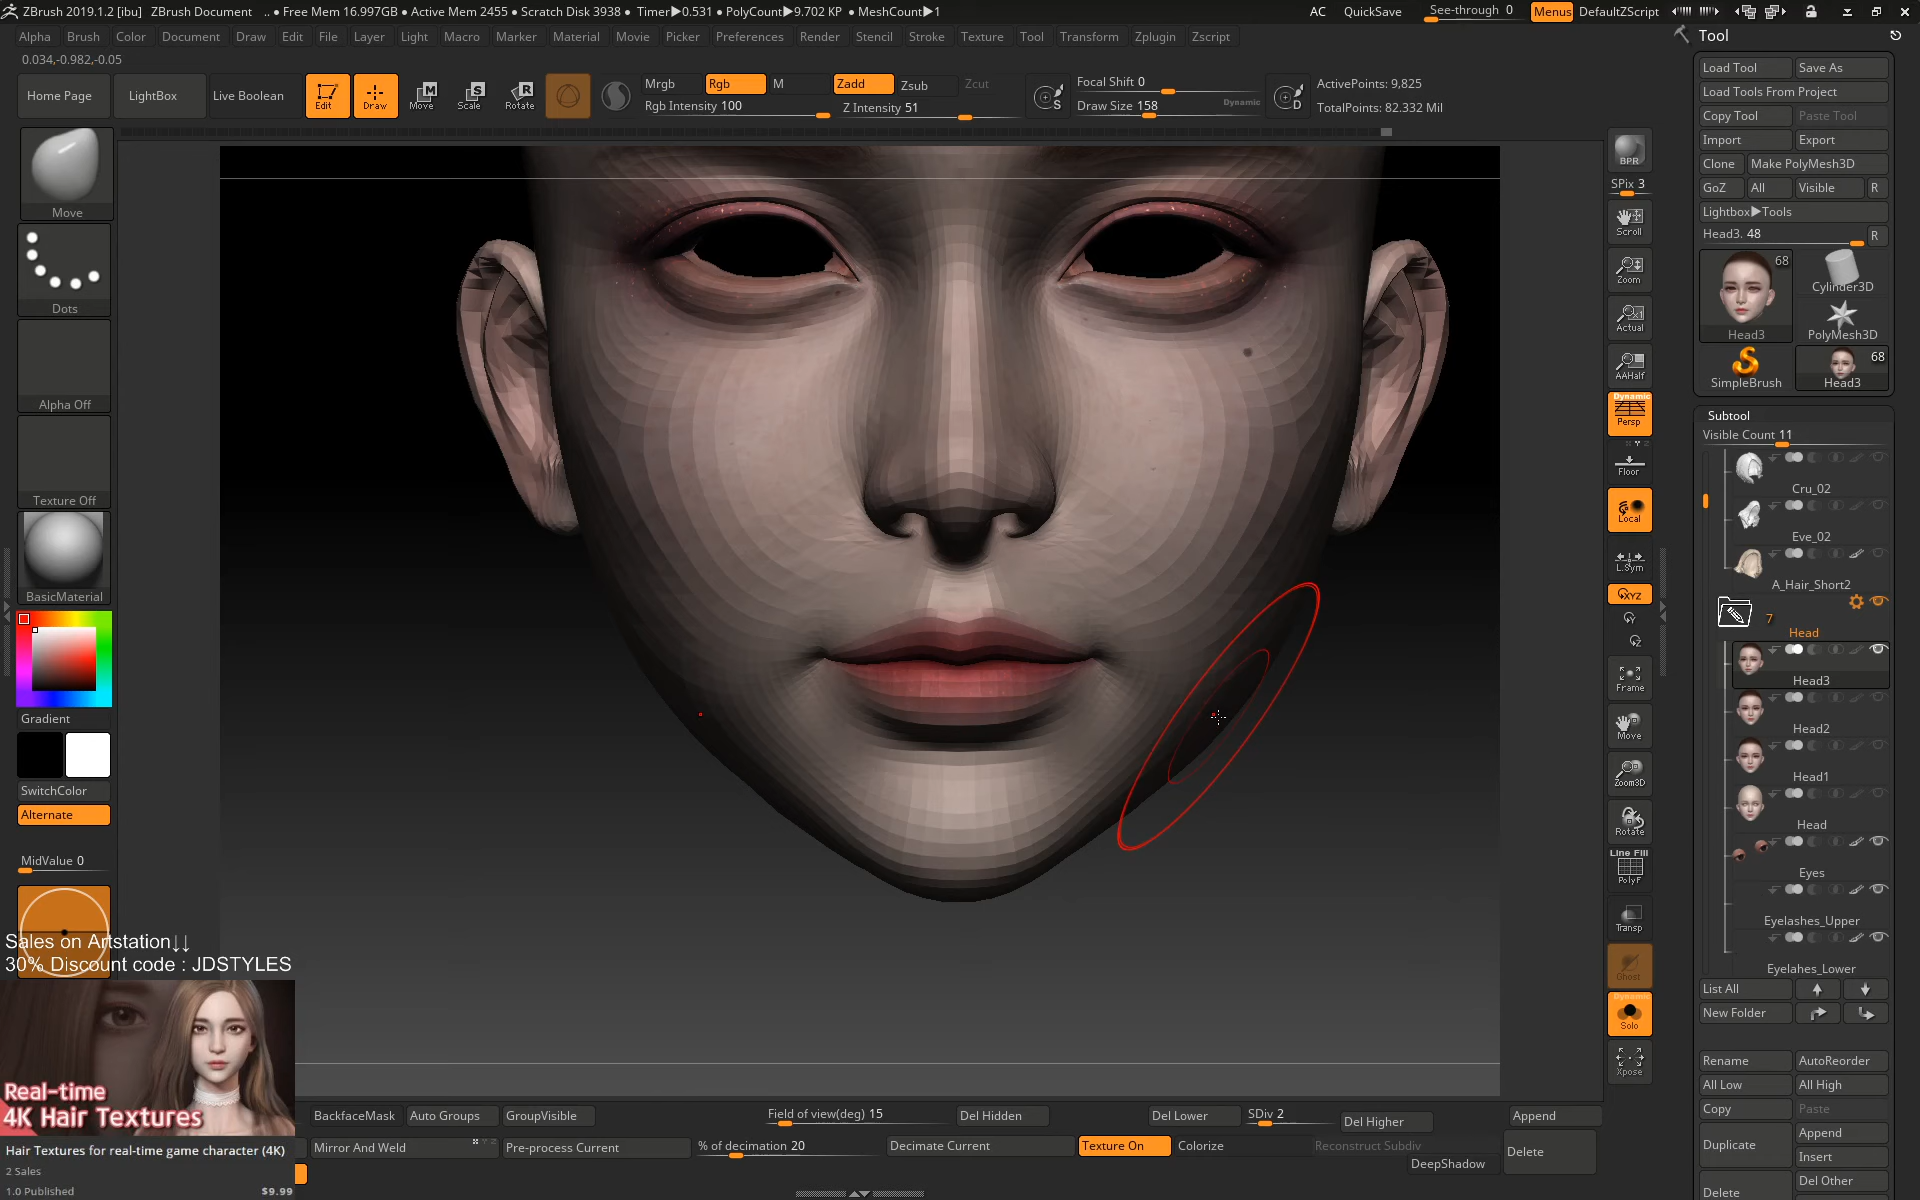 ZBrush 2019.1.2 [ibu] ZBrush Document .. • Free Mem 16.997GB • Active Mem 2455 • Scratch Disk 3938 • Timer▶0.531 • PolyCount▶9.702 KP • MeshCount▶1 AC QuickSave See-through 0 Menus DefaultZScript
Alpha Brush Color Document Draw Edit File Layer Light Macro Marker Material Movie Picker Preferences Render Stencil Stroke Texture Tool Transform Zplugin Zscript
0.034,-0.982,-0.05
Home Page LightBox Live Boolean Edit Draw Move Scale Rotate
Mrgb Rgb M Zadd Zsub Zcut
Rgb Intensity 100 Z Intensity 51
Focal Shift 0
Draw Size 158 Dynamic
ActivePoints: 9,825
TotalPoints: 82.332 Mil
Move
Dots
Alpha Off
Texture Off
BasicMaterial
Gradient
SwitchColor
Alternate
MidValue 0
Sales on Artstation↓↓
30% Discount code : JDSTYLES
Real-time
4K Hair Textures
Hair Textures for real-time game character (4K)
2 Sales
1.0 Published $9.99
BPR
SPix 3
Scroll
Zoom
Actual
AAHalf
Dynamic
Persp
Floor
Local
L.Sym
XYZ
Y
Z
Frame
Move
Zoom3D
Rotate
Line Fill
PolyF
Transp
Ghost
Dynamic
Solo
Xpose
Tool
Load Tool Save As
Load Tools From Project
Copy Tool Paste Tool
Import Export
Clone Make PolyMesh3D
GoZ All Visible R
Lightbox▶Tools
Head3. 48 R
68
Cylinder3D
Head3 PolyMesh3D
68
SimpleBrush Head3
Subtool
Visible Count 11
Cru_02
Eve_02
A_Hair_Short2
7
Head
Head3
Head2
Head1
Head
Eyes
Eyelashes_Upper
Eyelahes_Lower
List All
New Folder
Rename AutoReorder
All Low All High
Copy Paste
Duplicate Append
Insert
Delete Del Other
BackfaceMask Auto Groups GroupVisible Field of view(deg) 15 Del Hidden Del Lower SDiv 2 Del Higher Append
Mirror And Weld Pre-process Current % of decimation 20 Decimate Current Texture On Colorize Reconstruct Subdiv Delete
DeepShadow